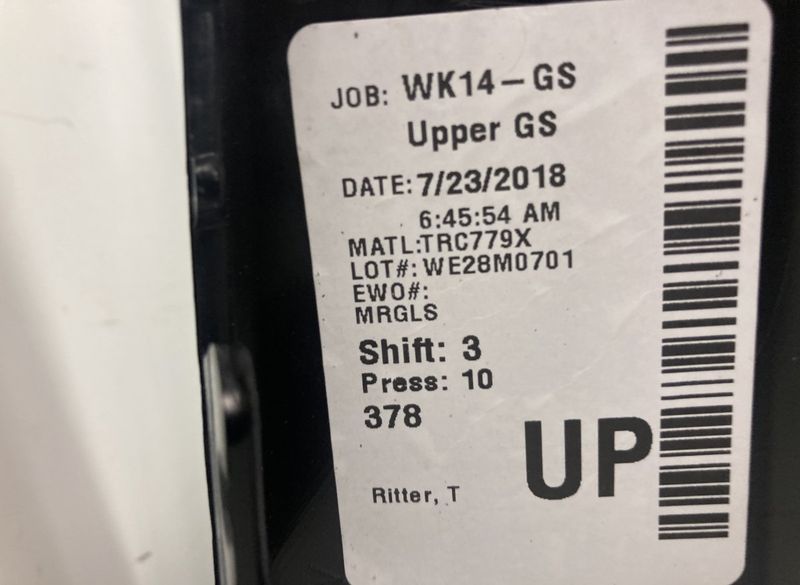 JOB: WK14-GS
Upper GS
DATE: 7/23/2018
6:45:54 AM
MATL:TRC779X
LOT#: WE28M0701
EWO#:
MRGLS
Shift: 3
Press: 10
378
UP
Ritter, T